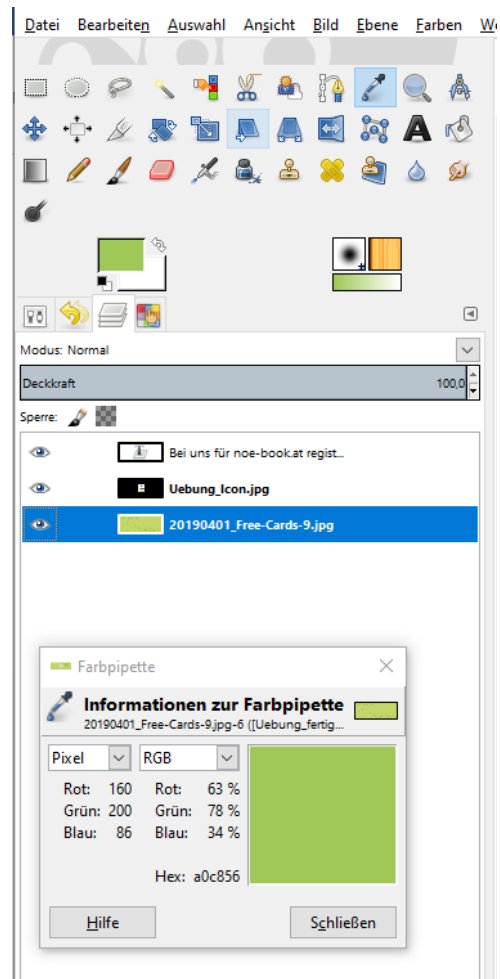 Datei Bearbeiten Auswahl Ansicht Bild Ebene Farben
Modus: Normal
Deckkraft 100,0
Sperre:
Bei uns für noe-book.at regist...
Uebung_Icon.jpg
20190401_Free-Cards-9.jpg
Farbpipette
Informationen zur Farbpipette
20190401_Free-Cards-9.jpg-6 ([Uebung_fertig...
Pixel RGB
Rot: 160 Rot: 63 %
Grün: 200 Grün: 78 %
Blau: 86 Blau: 34 %
Hex: a0c856
Hilfe Schließen